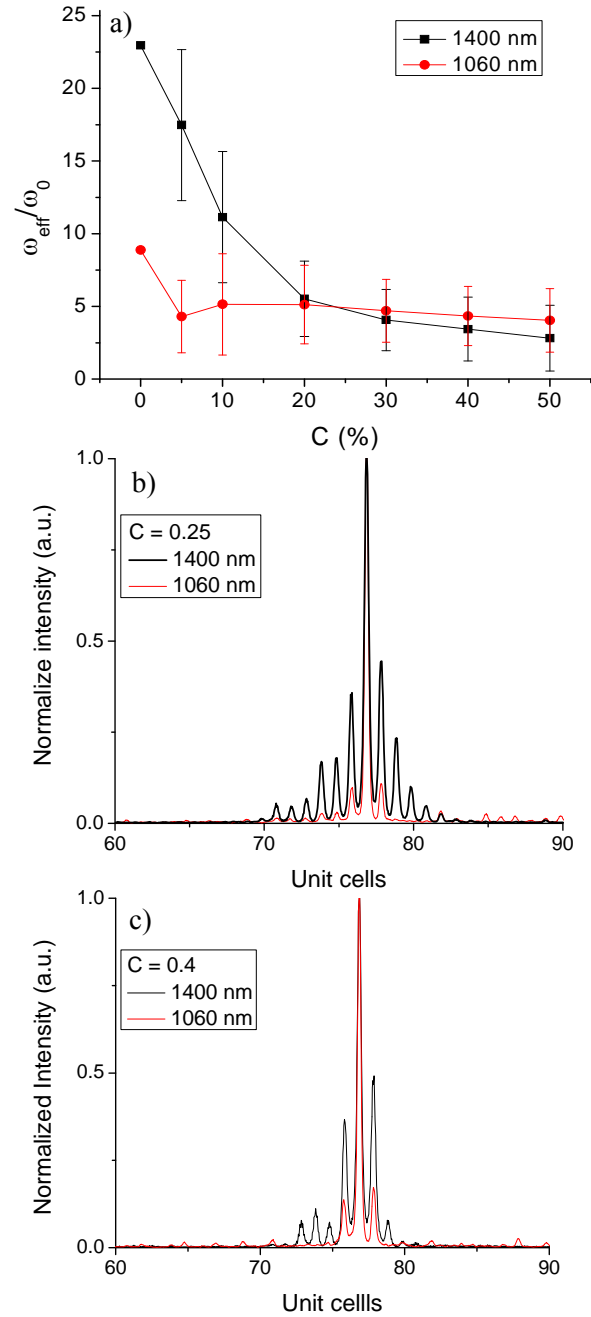 a)
1400 nm
1060 nm
25
20
15
10
5
0
ω_eff/ω_0
0 10 20 30 40 50
C (%)
b)
C = 0.25
1400 nm
1060 nm
1.0
0.5
0.0
Normalize intensity (a.u.)
60 70 80 90
Unit cells
c)
C = 0.4
1400 nm
1060 nm
1.0
0.5
0.0
Normalized Intensity (a.u.)
60 70 80 90
Unit cellls